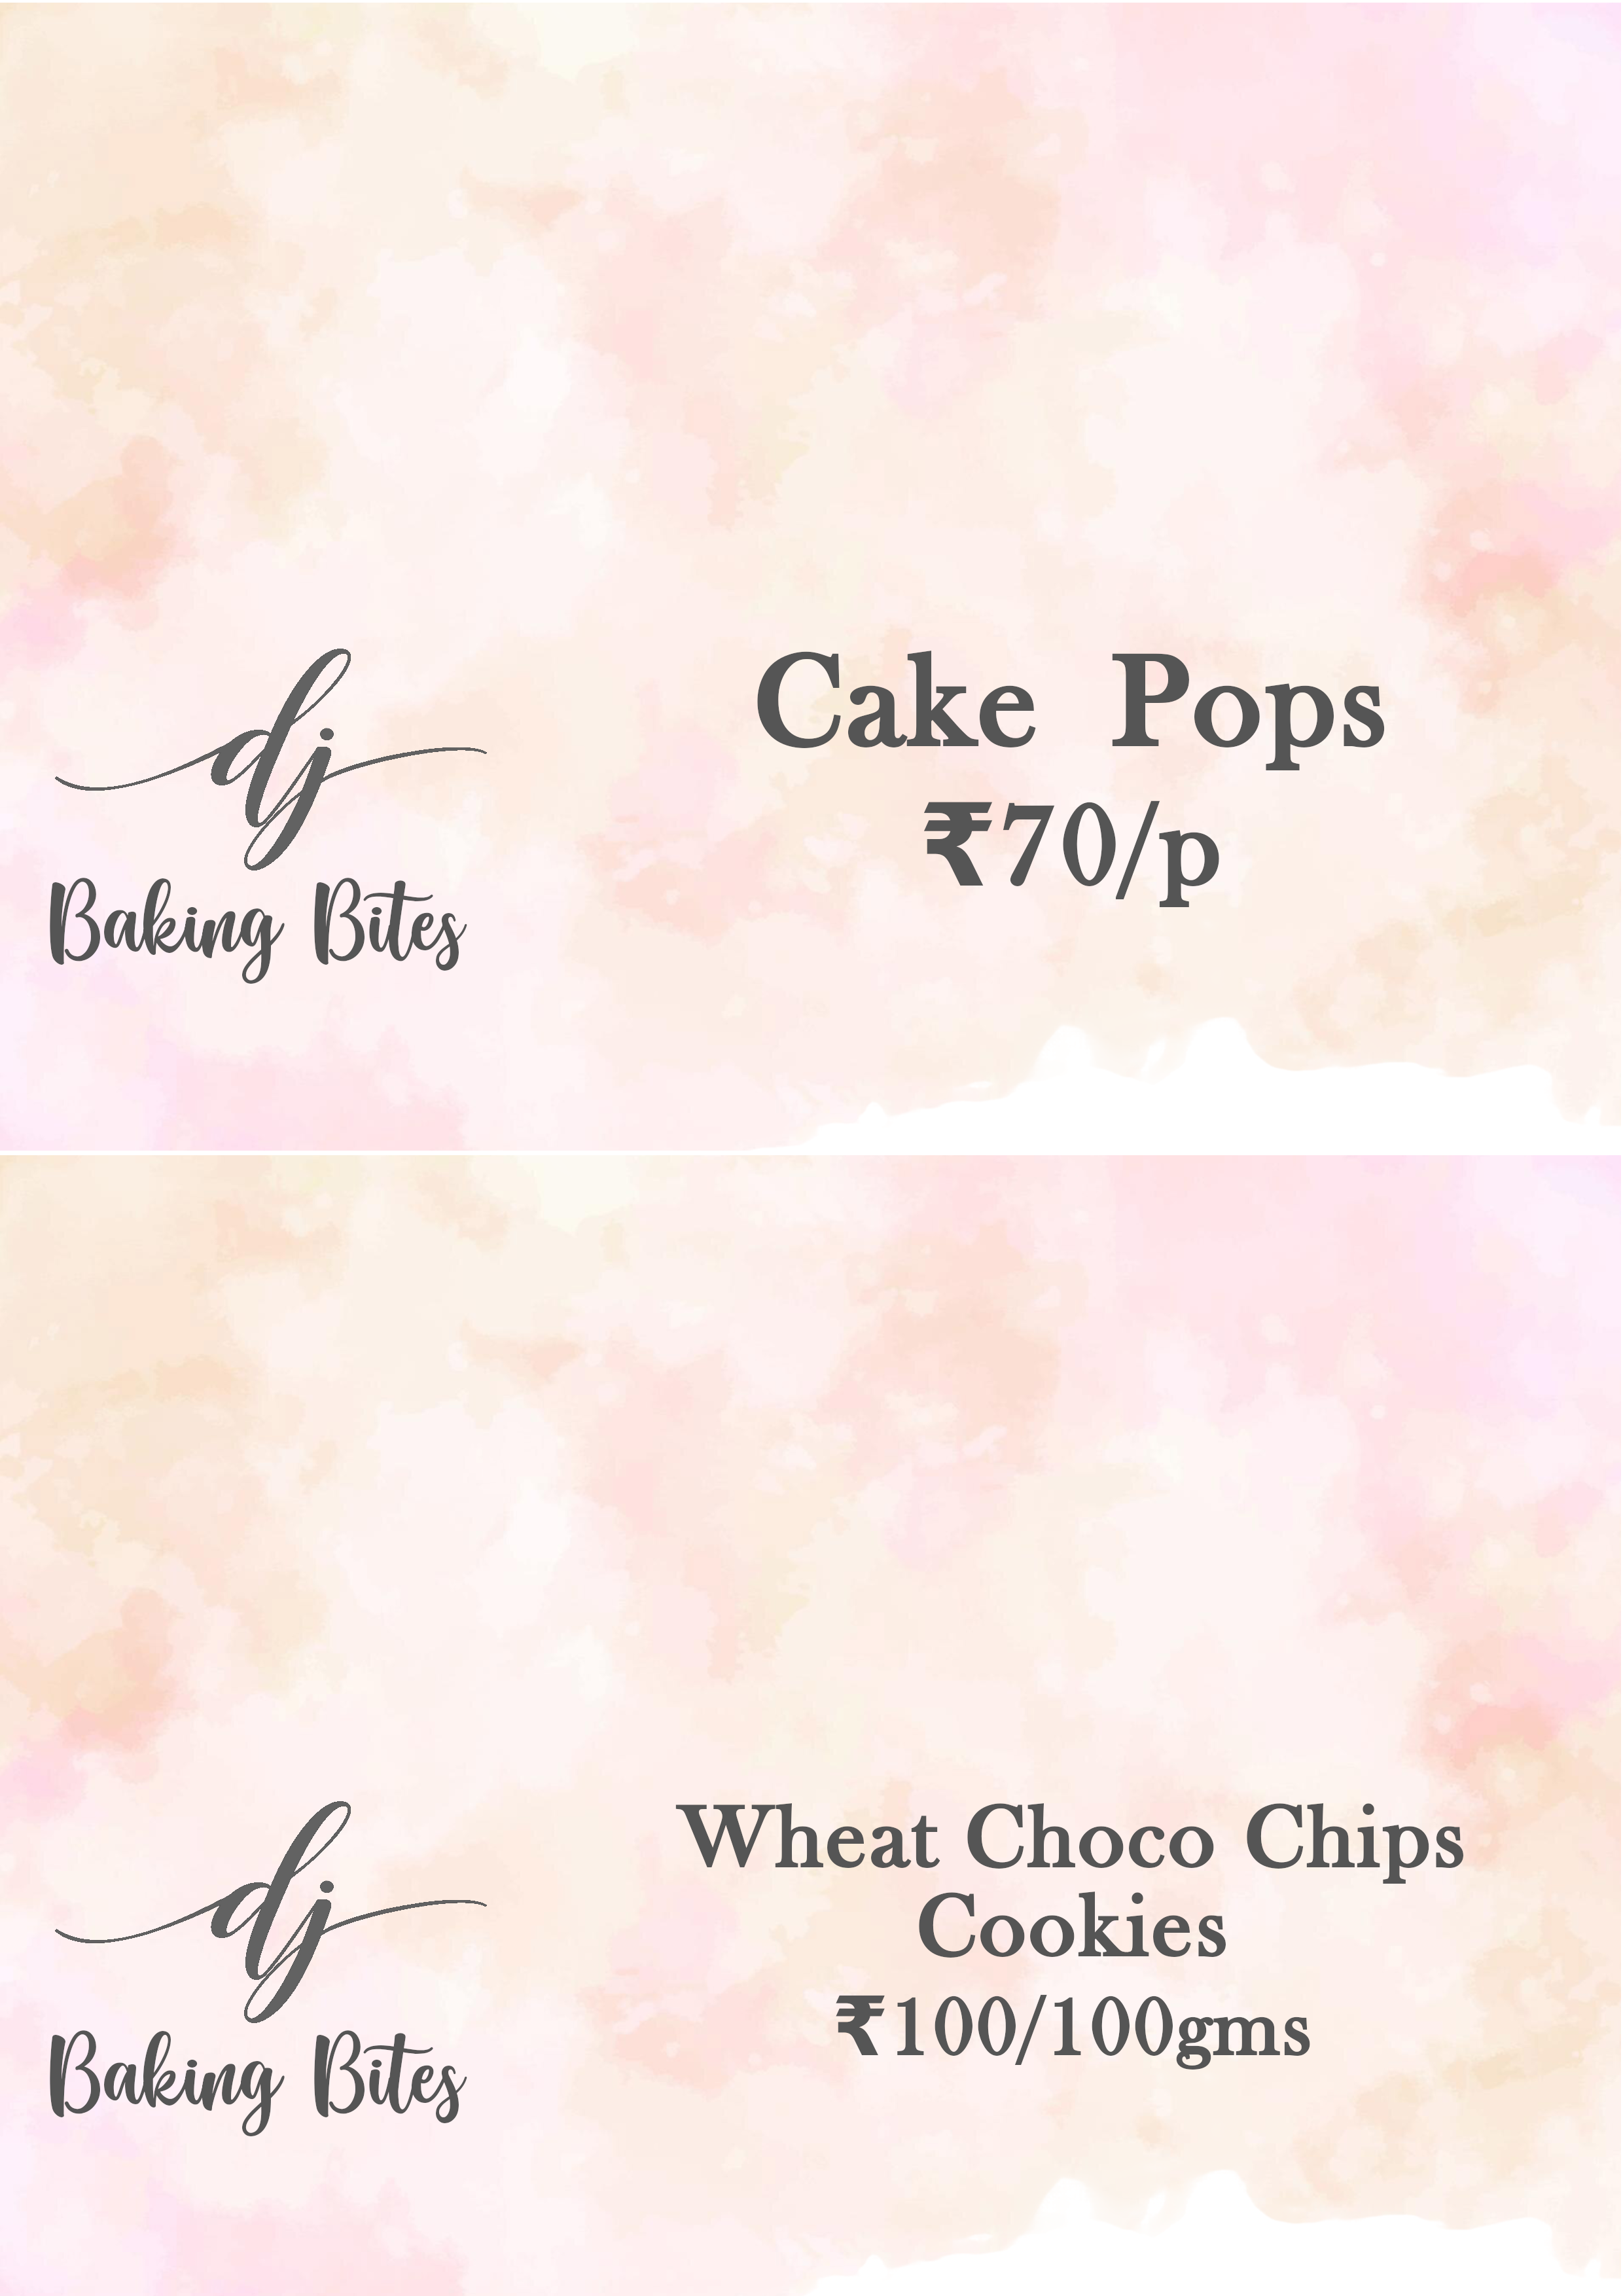 dj
Baking Bites
Cake Pops
₹70/p
dj
Baking Bites
Wheat Choco Chips
Cookies
₹100/100gms